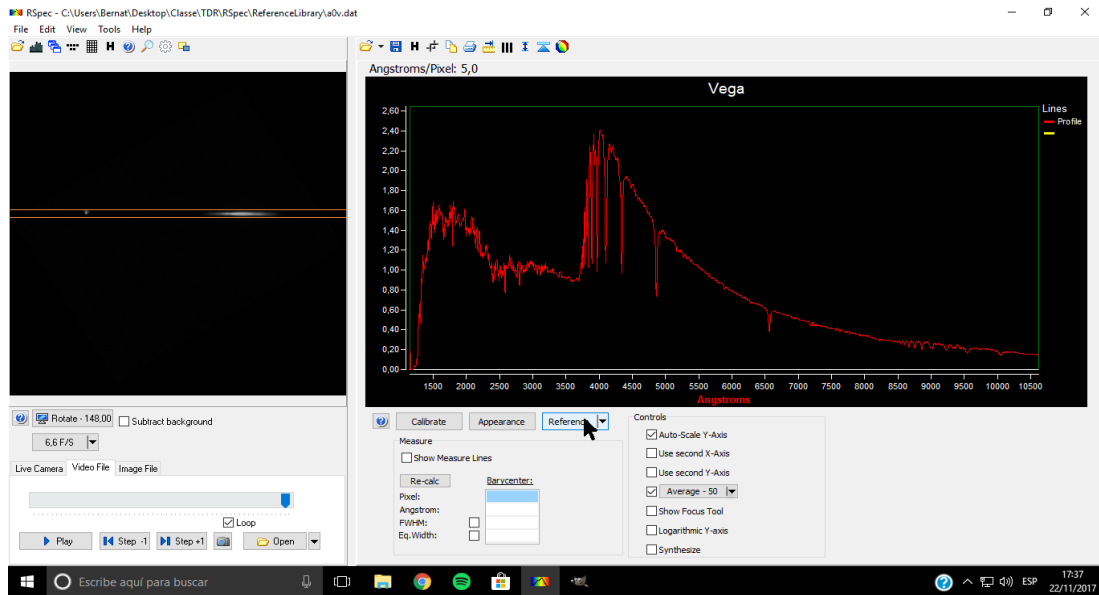 RSpec - C:\Users\Bernat\Desktop\Classe\TDR\RSpec\ReferenceLibrary\a0v.dat
File Edit View Tools Help
Angstroms/Pixel: 5,0
Vega
Lines
Profile
2,60
2,40
2,20
2,00
1,80
1,60
1,40
1,20
1,00
0,80
0,60
0,40
0,20
0,00
1500 2000 2500 3000 3500 4000 4500 5000 5500 6000 6500 7000 7500 8000 8500 9000 9500 10000 10500
Angstroms
Rotate - 148,00
Subtract background
6,6 F/S
Live Camera Video File Image File
Loop
Play Step -1 Step +1 Open
Calibrate Appearance
Measure
Show Measure Lines
Re-calc Barycenter:
Pixel:
Angstrom:
FWHM:
Eq.Width:
Controls
Auto-Scale Y-Axis
Use second X-Axis
Use second Y-Axis
Average - 50
Show Focus Tool
Logarithmic Y-axis
Synthesize
Escribe aquí para buscar
ESP
17:37
22/11/2017